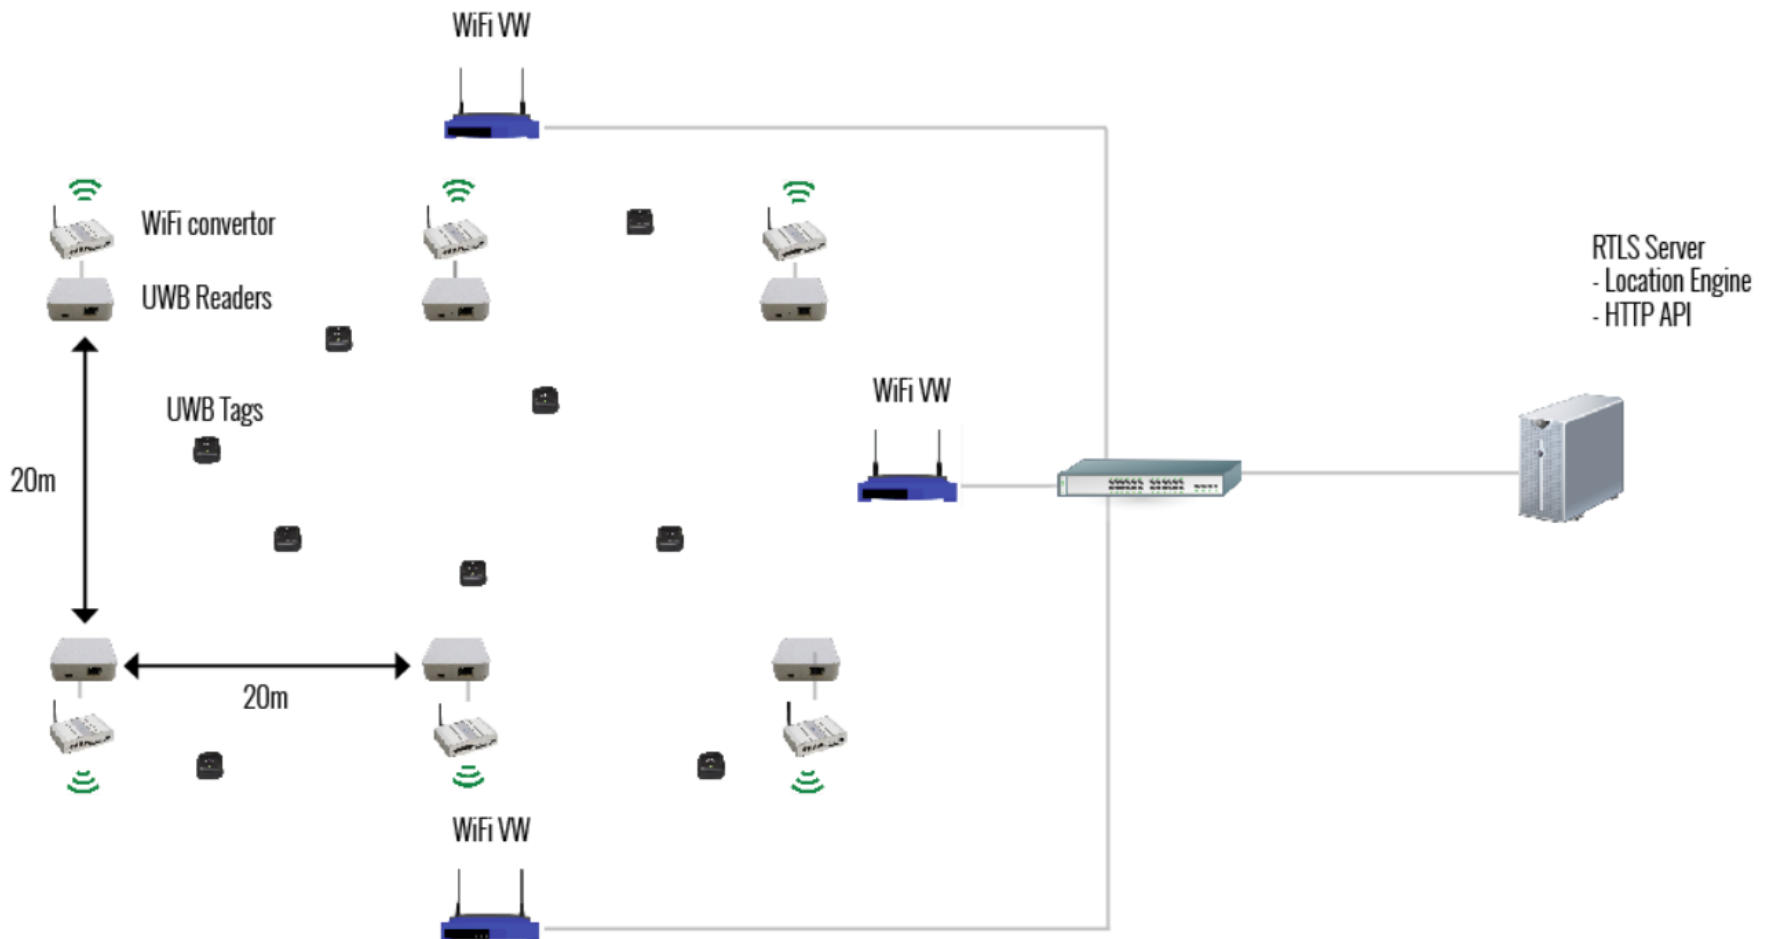 WiFi VW
WiFi convertor
UWB Readers
RTLS Server
- Location Engine
- HTTP API
WiFi VW
UWB Tags
20m
20m
WiFi VW